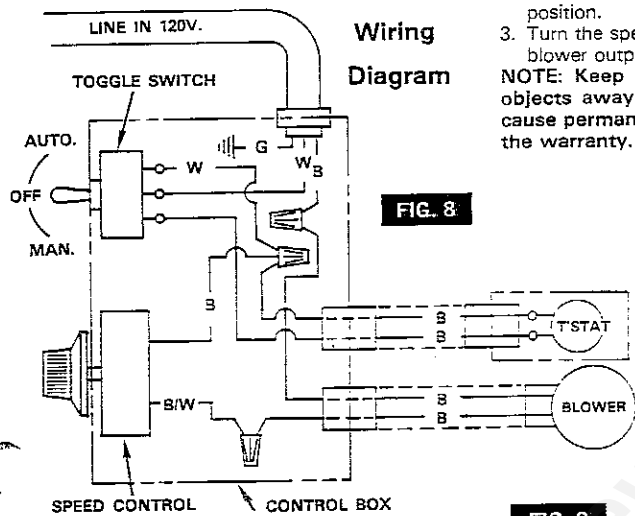 LINE IN 120V.
Wiring
Diagram
position.
3. Turn the spe
blower outp
NOTE: Keep
objects away
cause perman
the warranty.
TOGGLE SWITCH
AUTO.
OFF
MAN.
G
W
W
B
FIG. 8
B
B
B
T'STAT
B/W
B
B
BLOWER
SPEED CONTROL
CONTROL BOX